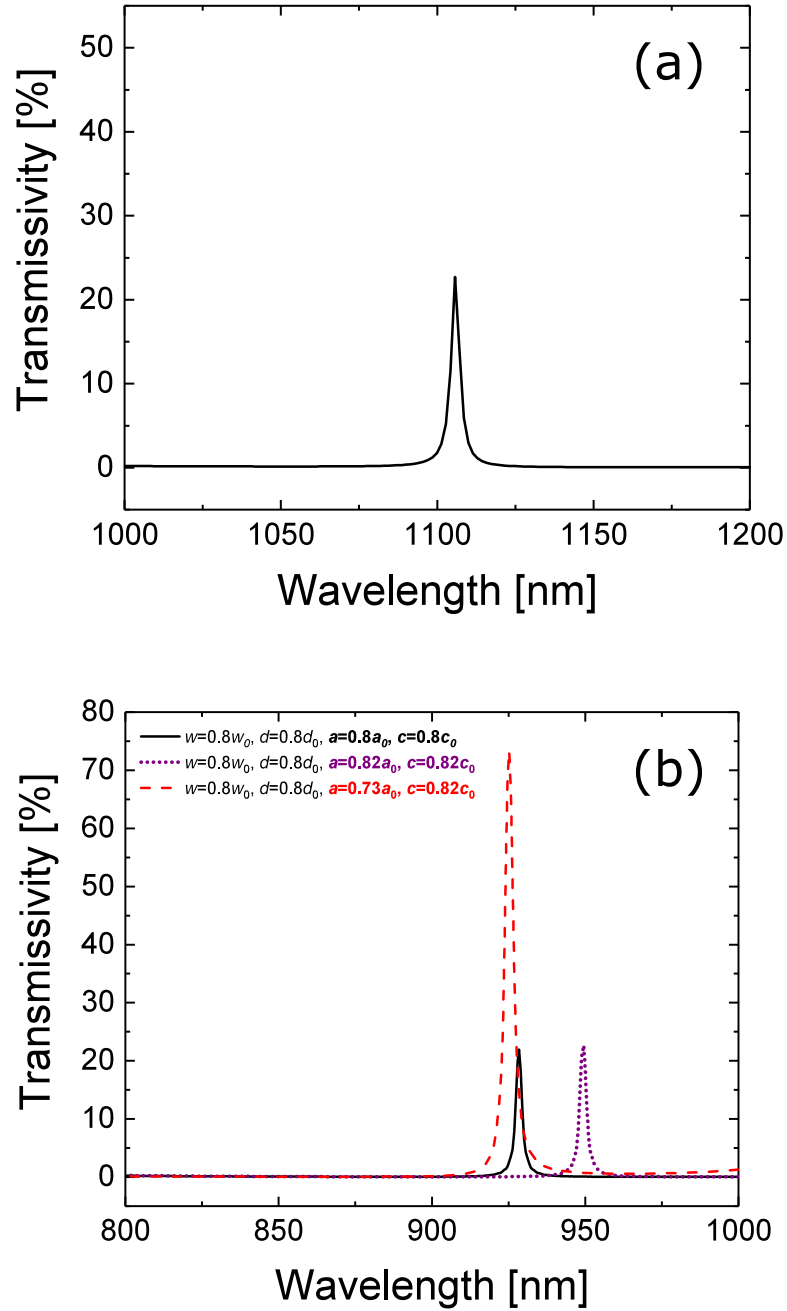 (a)
Transmissivity [%]
50
40
30
20
10
0
1000 1050 1100 1150 1200
Wavelength [nm]
(b)
w=0.8w₀, d=0.8d₀, a=0.8a₀, c=0.8c₀
w=0.8w₀, d=0.8d₀, a=0.82a₀, c=0.82c₀
w=0.8w₀, d=0.8d₀, a=0.73a₀, c=0.82c₀
Transmissivity [%]
80
70
60
50
40
30
20
10
0
800 850 900 950 1000
Wavelength [nm]